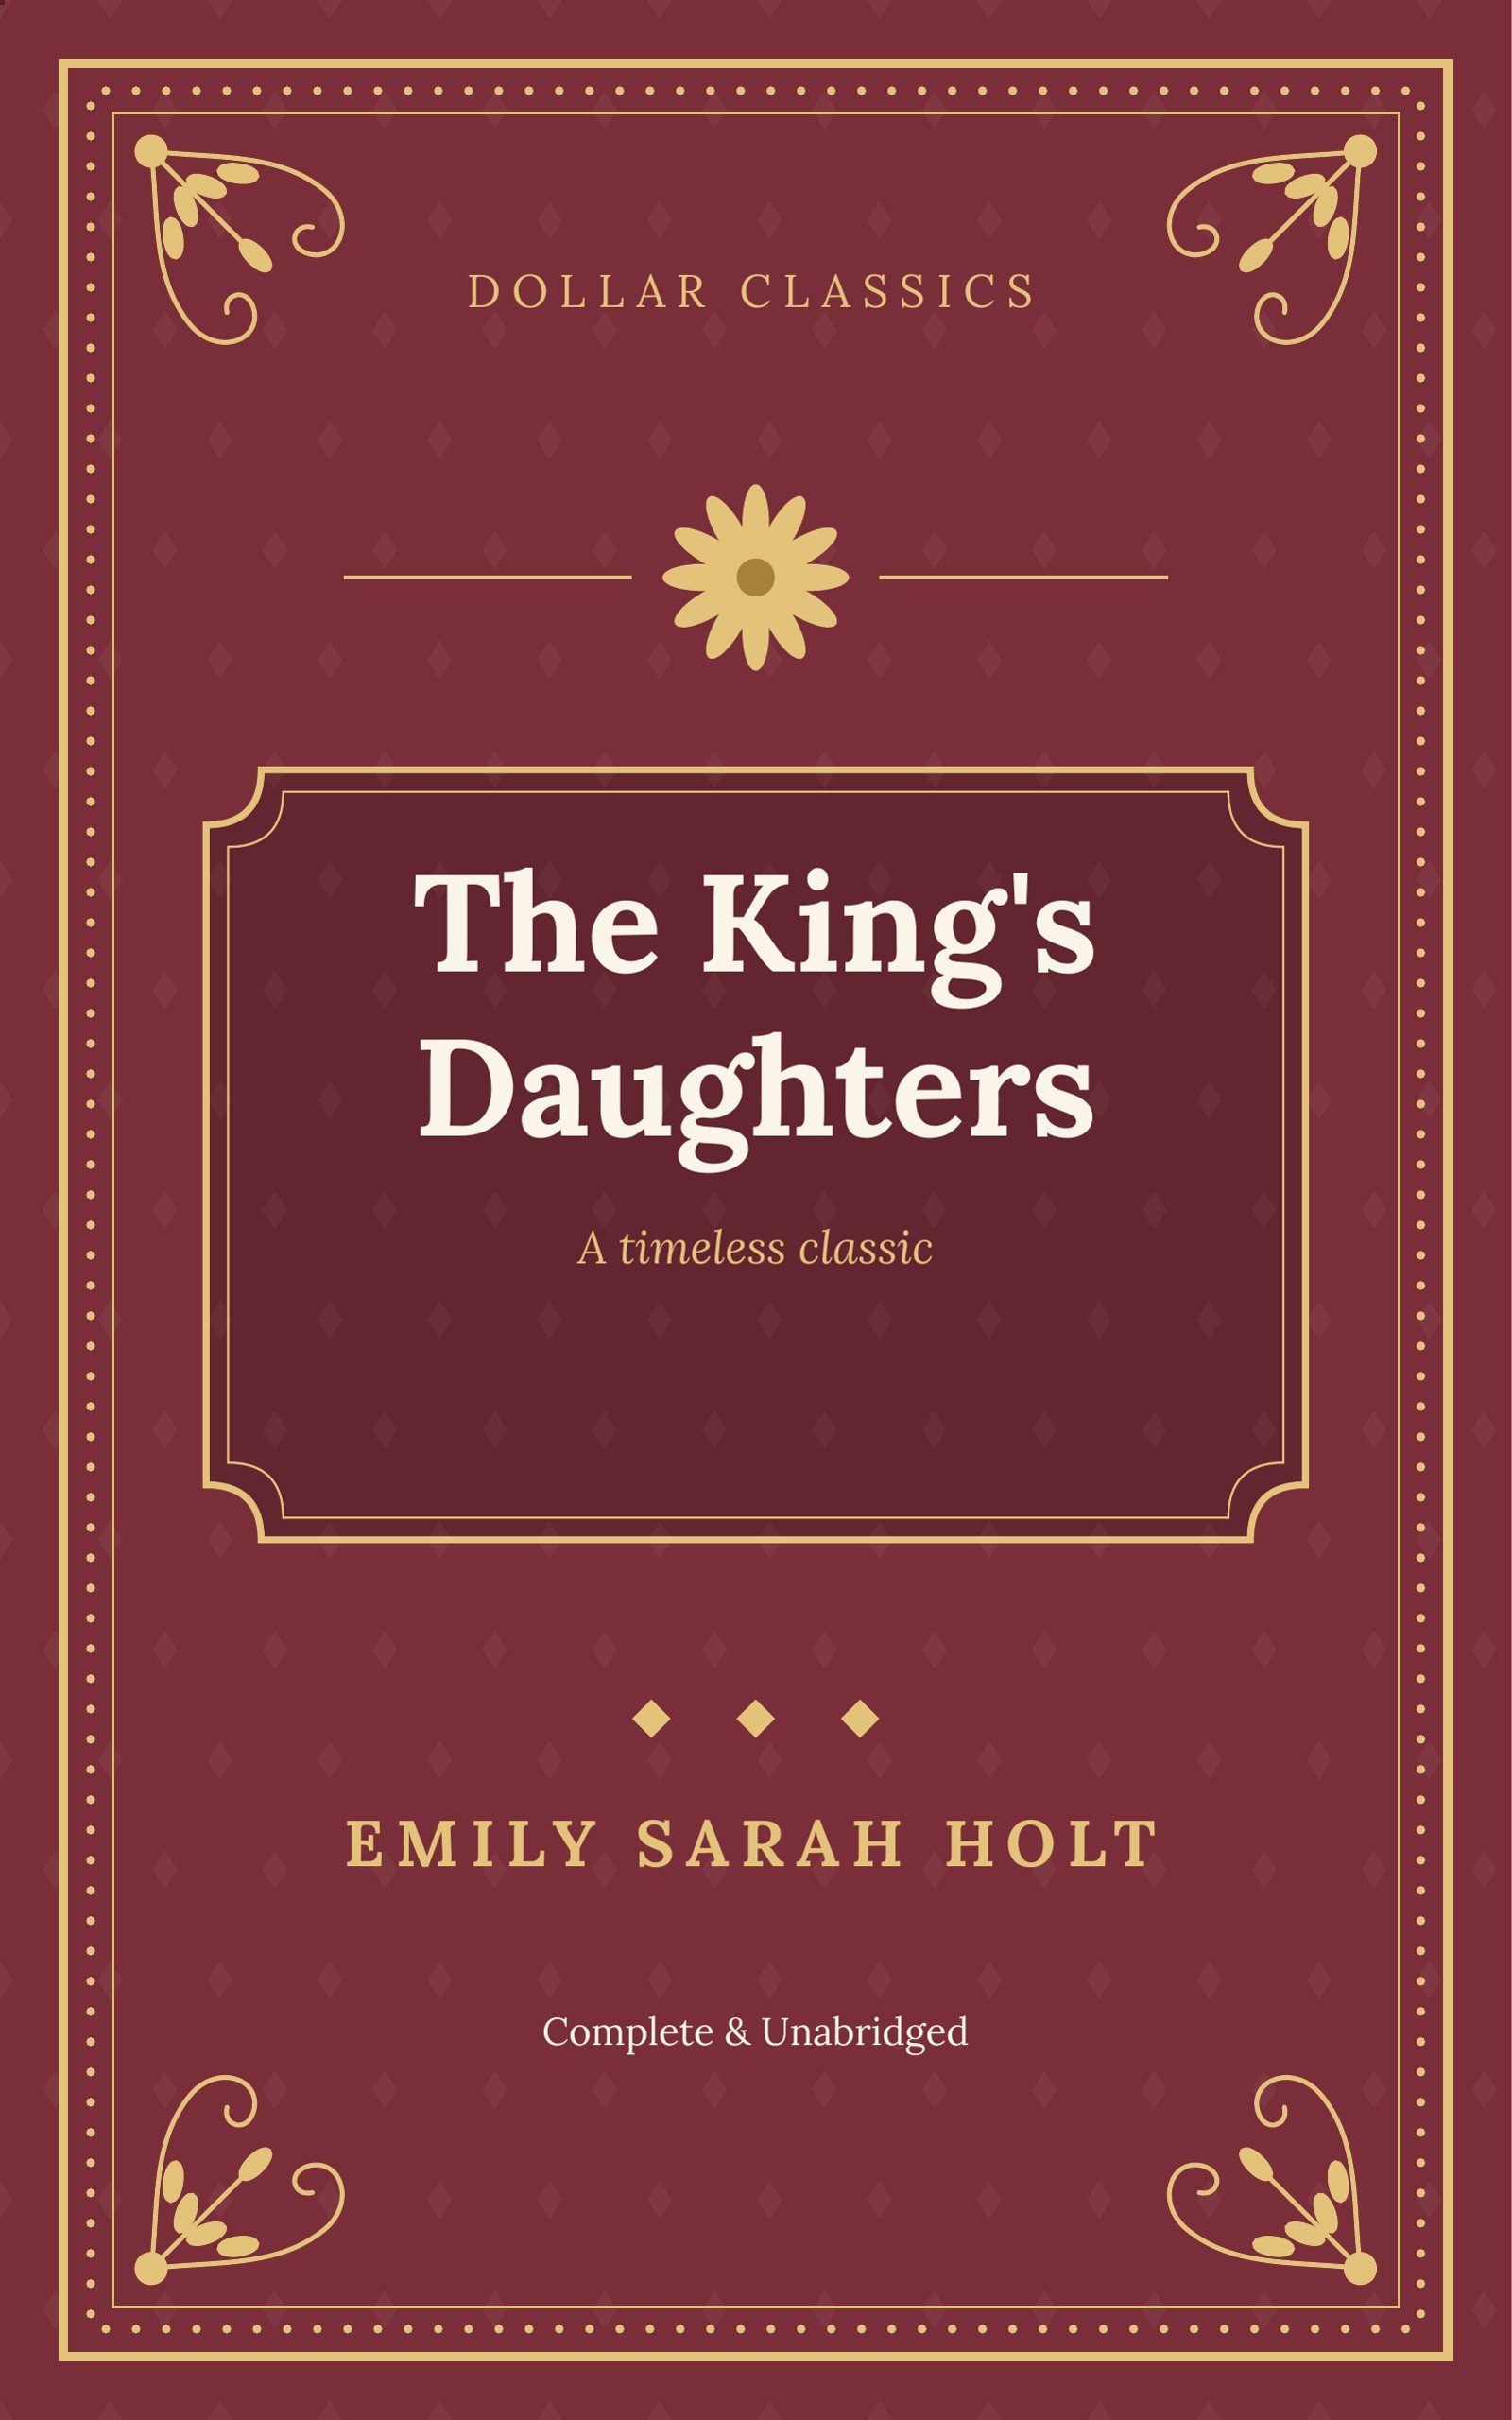 DOLLAR CLASSICS
The King's
Daughters
A timeless classic
EMILY SARAH HOLT
Complete & Unabridged